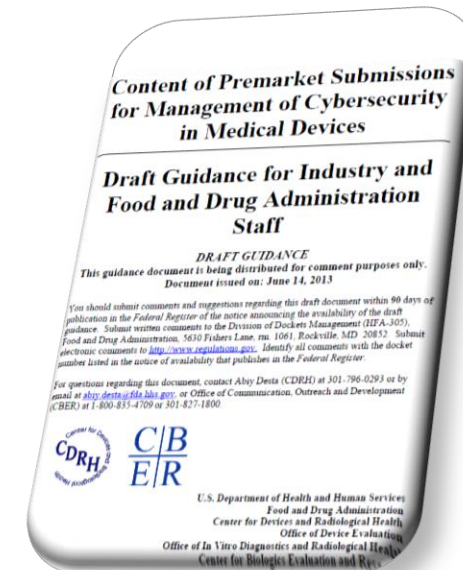 Content of Premarket Submissions
for Management of Cybersecurity
in Medical Devices
Draft Guidance for Industry and
Food and Drug Administration
Staff
DRAFT GUIDANCE
This guidance document is being distributed for comment purposes only.
Document issued on: June 14, 2013
You should submit comments and suggestions regarding this draft document within 90 days of
publication in the Federal Register of the notice announcing the availability of the draft
guidance. Submit written comments to the Division of Dockets Management (HFA-305),
Food and Drug Administration, 5630 Fishers Lane, rm. 1061, Rockville, MD 20852. Submit
electronic comments to http://www.regulations.gov. Identify all comments with the docket
number listed in the notice of availability that publishes in the Federal Register.
For questions regarding this document, contact Abiy Desta (CDRH) at 301-796-0293 or by
email at abiy.desta@fda.hhs.gov, or Office of Communication, Outreach and Development
(CBER) at 1-800-835-4709 or 301-827-1800.
CDRH
CB
ER
U.S. Department of Health and Human Services
Food and Drug Administration
Center for Devices and Radiological Health
Office of Device Evaluation
Office of In Vitro Diagnostics and Radiological Health
Center for Biologics Evaluation and